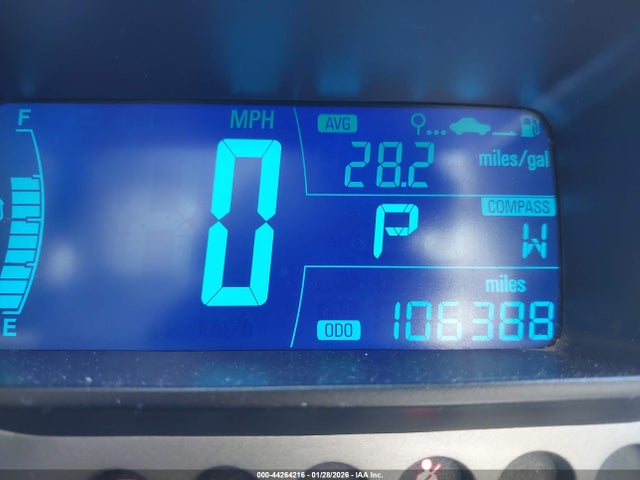 F
MPH
AVG
28.2 miles/gal
0
COMPASS
P W
E
miles
ODO 106388
000-44264216 | 01/28/2026 | IAA Inc.